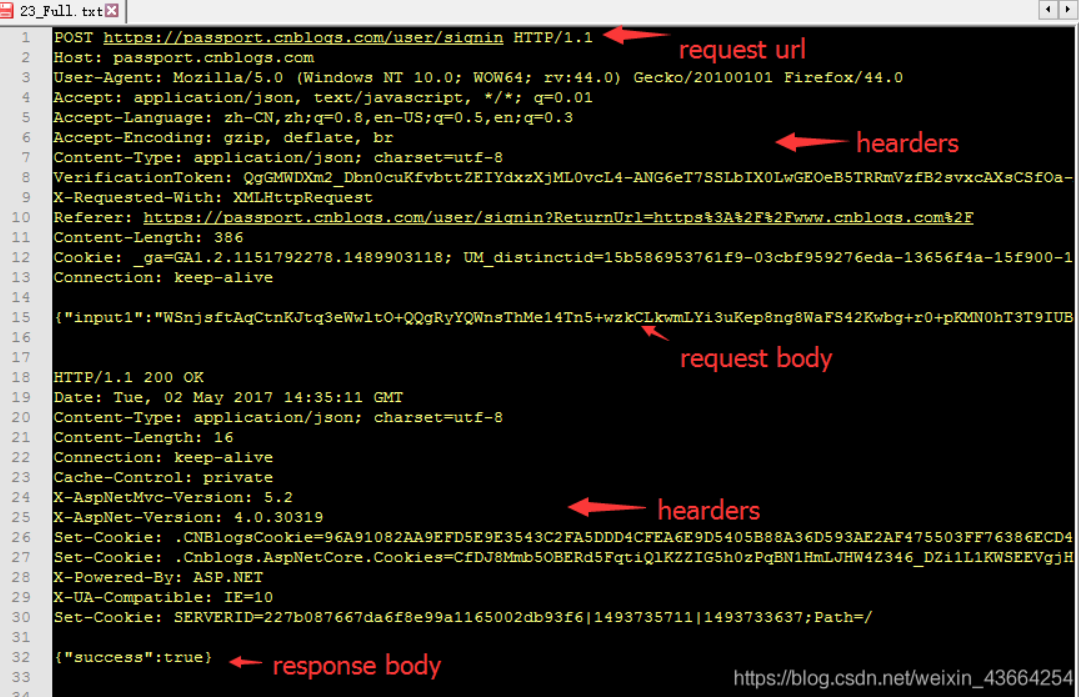 23_Full.txt
1 POST https://passport.cnblogs.com/user/signin HTTP/1.1
request url
2 Host: passport.cnblogs.com
3 User-Agent: Mozilla/5.0 (Windows NT 10.0; WOW64; rv:44.0) Gecko/20100101 Firefox/44.0
4 Accept: application/json, text/javascript, */*; q=0.01
5 Accept-Language: zh-CN,zh;q=0.8,en-US;q=0.5,en;q=0.3
6 Accept-Encoding: gzip, deflate, br
hearders
7 Content-Type: application/json; charset=utf-8
8 VerificationToken: QgGMWDXm2_Dbn0cuKfvbttZEIYdxzXjML0vcL4-ANG6eT7SSLbIX0LwGEOeB5TRRmVzfB2svxcAXsCSfOa-
9 X-Requested-With: XMLHttpRequest
10 Referer: https://passport.cnblogs.com/user/signin?ReturnUrl=https%3A%2F%2Fwww.cnblogs.com%2F
11 Content-Length: 386
12 Cookie: _ga=GA1.2.1151792278.1489903118; UM_distinctid=15b586953761f9-03cbf959276eda-13656f4a-15f900-1
13 Connection: keep-alive
14
15 {"input1":"WSnjsftAqCtnKJtq3eWwltO+QQgRyYQWnsThMe14Tn5+wzkCLkwmLYi3uKep8ng8WaFS42Kwbg+r0+pKMN0hT3T9IUB
16
request body
17
18 HTTP/1.1 200 OK
19 Date: Tue, 02 May 2017 14:35:11 GMT
20 Content-Type: application/json; charset=utf-8
21 Content-Length: 16
22 Connection: keep-alive
23 Cache-Control: private
24 X-AspNetMvc-Version: 5.2
hearders
25 X-AspNet-Version: 4.0.30319
26 Set-Cookie: .CNBlogsCookie=96A91082AA9EFD5E9E3543C2FA5DDD4CFEA6E9D5405B88A36D593AE2AF475503FF76386ECD4
27 Set-Cookie: .Cnblogs.AspNetCore.Cookies=CfDJ8Mmb5OBERd5FqtiQlKZZIG5h0zPqBN1HmLJHW4Z346_DZi1L1KWSEEVgjH
28 X-Powered-By: ASP.NET
29 X-UA-Compatible: IE=10
30 Set-Cookie: SERVERID=227b087667da6f8e99a1165002db93f6|1493735711|1493733637;Path=/
31
32 {"success":true}
response body
33
https://blog.csdn.net/weixin_43664254
34